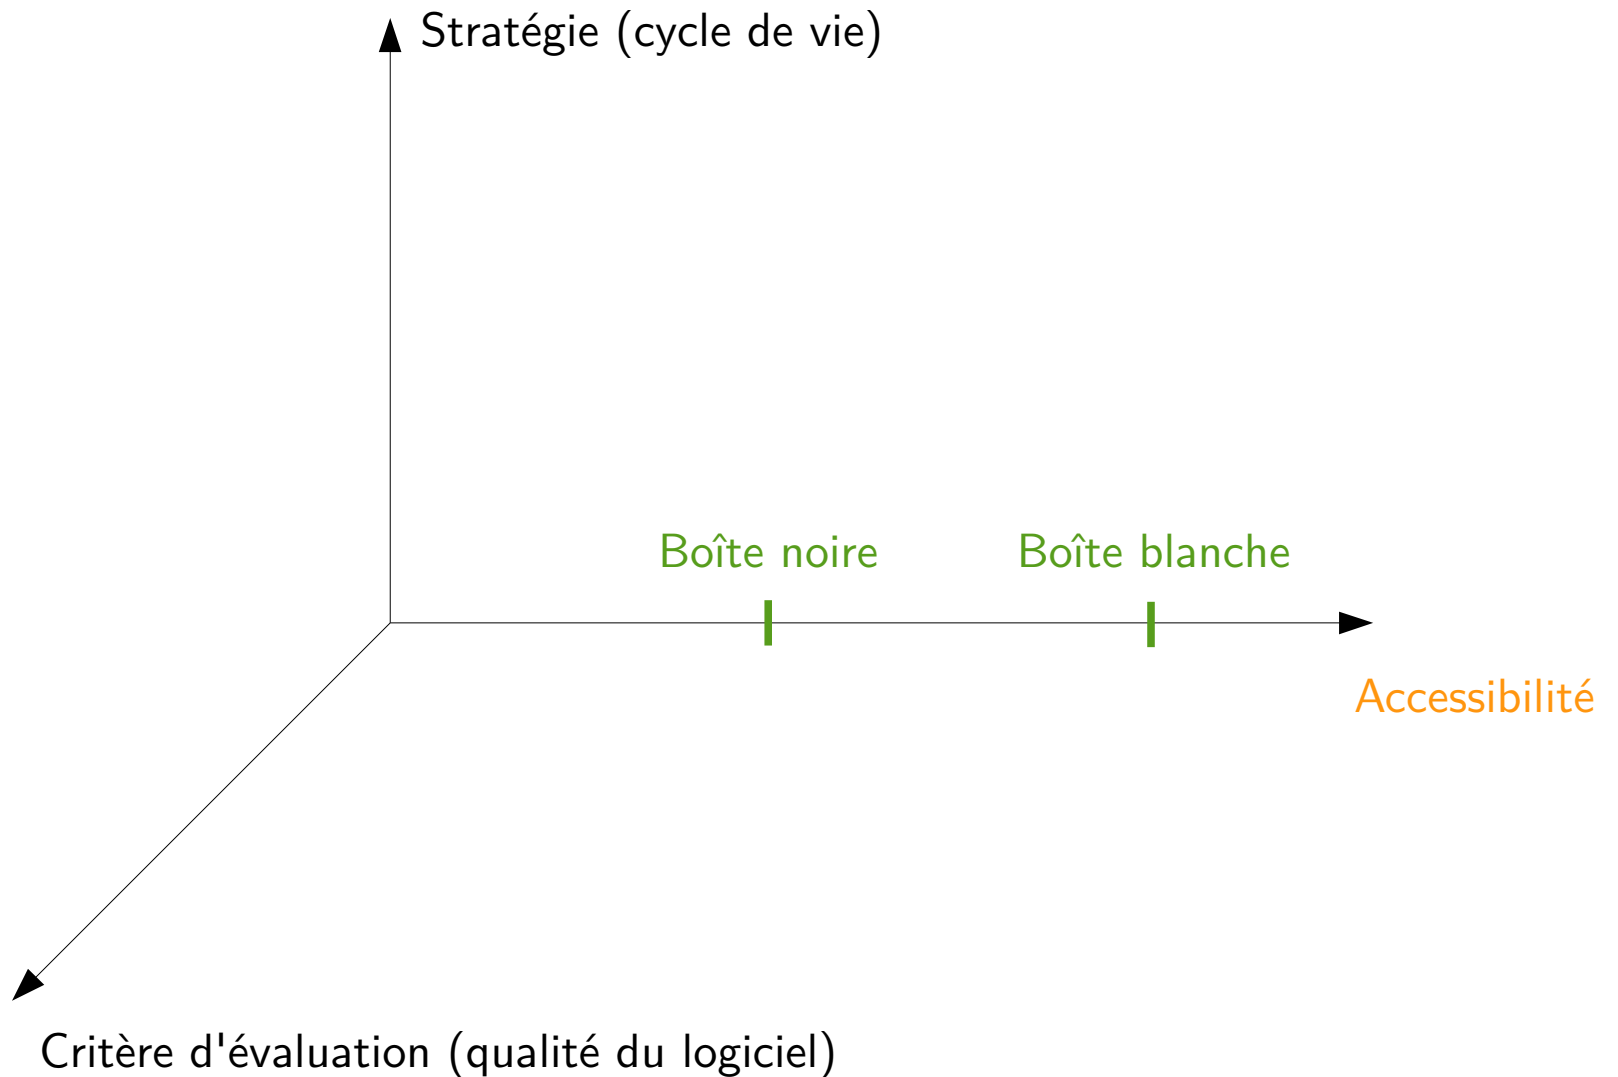 Stratégie (cycle de vie)
Boîte noire
Boîte blanche
Accessibilité
Critère d'évaluation (qualité du logiciel)